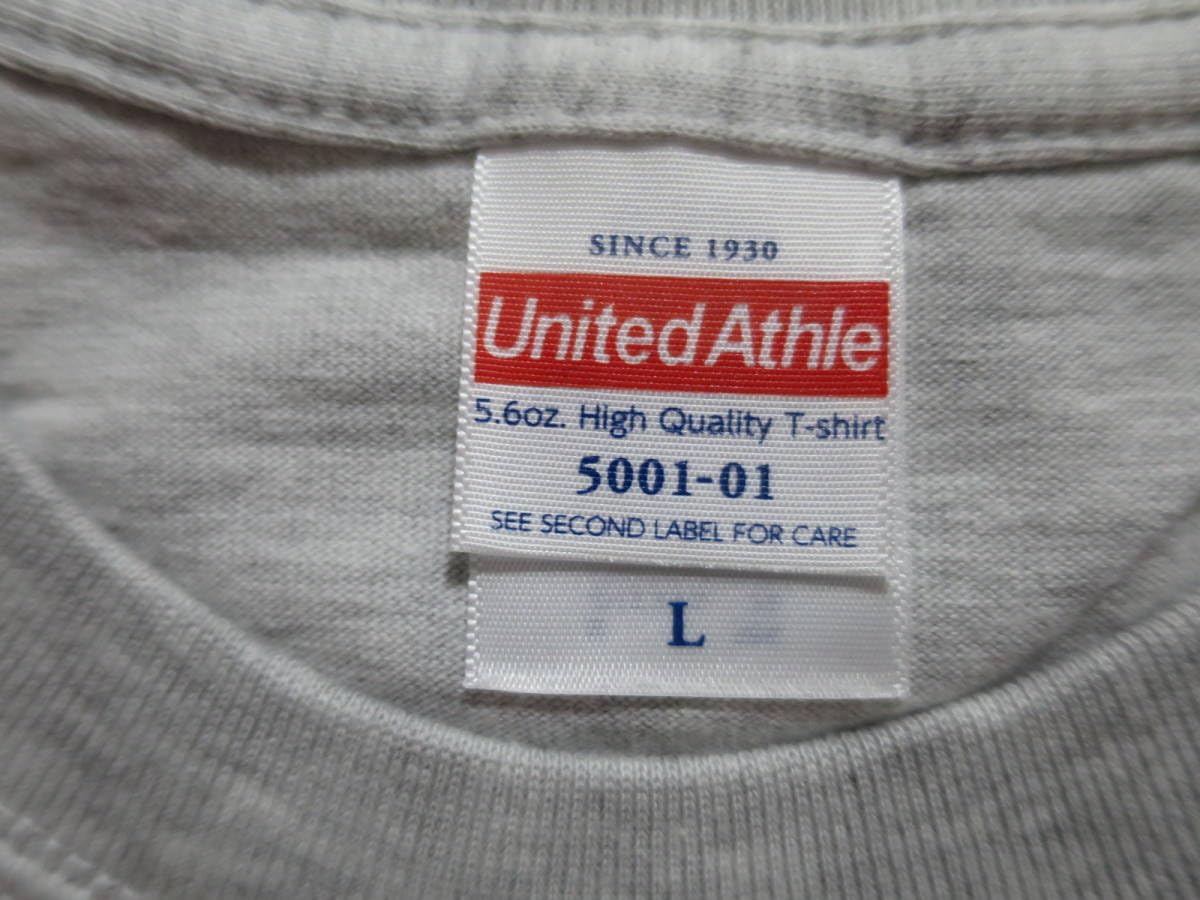 SINCE 1930
United Athle
5.6oz. High Quality T-shirt
5001-01
SEE SECOND LABEL FOR CARE
L